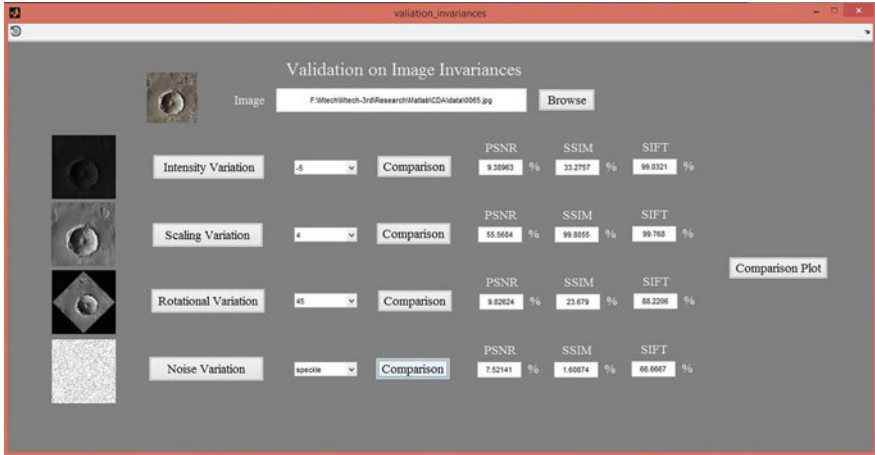 valiation_invariances
Validation on Image Invariances
Image F:\Mtech\Mtech-3rd\Research\Matlab\CDA\data\0065.jpg Browse
PSNR SSIM SIFT
Intensity Variation -5 Comparison 9.38963 % 33.2757 % 99.0321 %
PSNR SSIM SIFT
Scaling Variation 4 Comparison 55.5684 % 99.8055 % 99.768 %
Comparison Plot
PSNR SSIM SIFT
Rotational Variation 45 Comparison 9.82624 % 23.679 % 88.2206 %
PSNR SSIM SIFT
Noise Variation speckle Comparison 7.52141 % 1.60874 % 66.6667 %